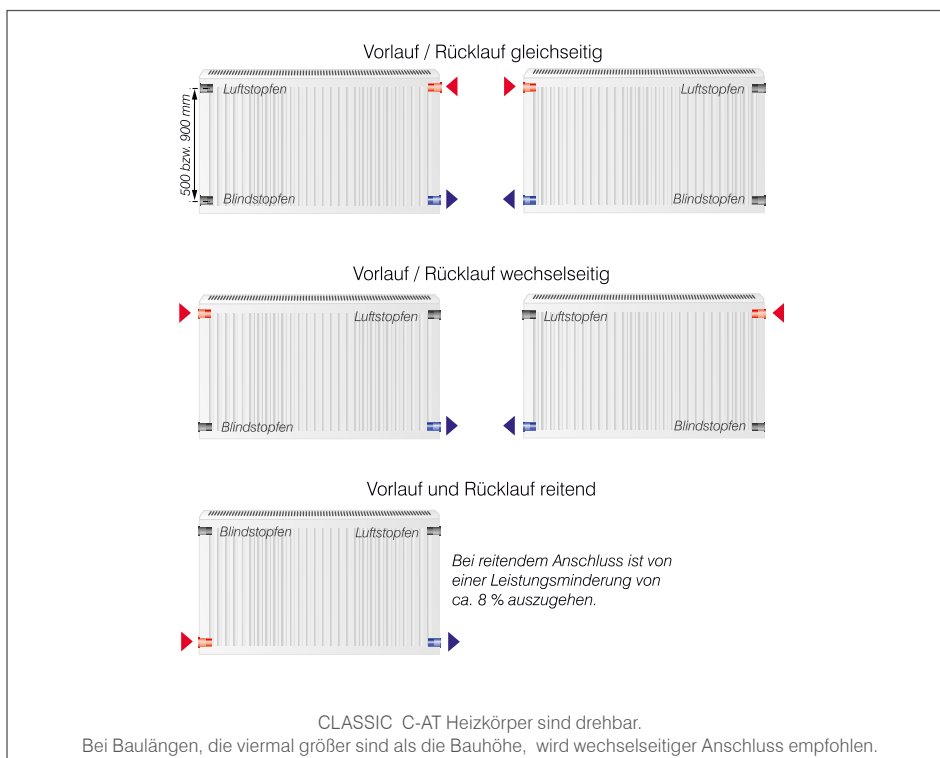 Vorlauf / Rücklauf gleichseitig
Luftstopfen
500 bzw. 900 mm
Blindstopfen
Luftstopfen
Blindstopfen
Vorlauf / Rücklauf wechselseitig
Luftstopfen
Blindstopfen
Luftstopfen
Blindstopfen
Vorlauf und Rücklauf reitend
Blindstopfen
Luftstopfen
Bei reitendem Anschluss ist von
einer Leistungsminderung von
ca. 8 % auszugehen.
CLASSIC C-AT Heizkörper sind drehbar.
Bei Baulängen, die viermal größer sind als die Bauhöhe, wird wechselseitiger Anschluss empfohlen.